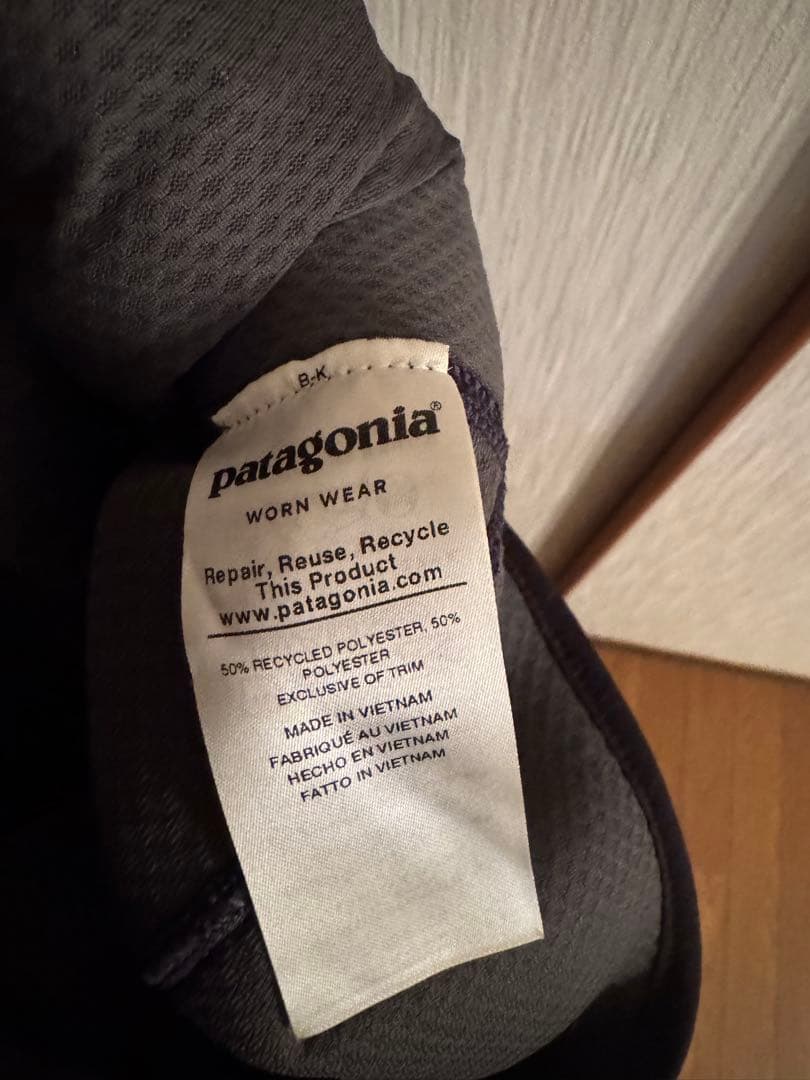 B-K
patagonia®
WORN WEAR
Repair, Reuse, Recycle
This Product
www.patagonia.com
50% RECYCLED POLYESTER, 50%
POLYESTER
EXCLUSIVE OF TRIM
MADE IN VIETNAM
FABRIQUÉ AU VIETNAM
HECHO EN VIETNAM
FATTO IN VIETNAM